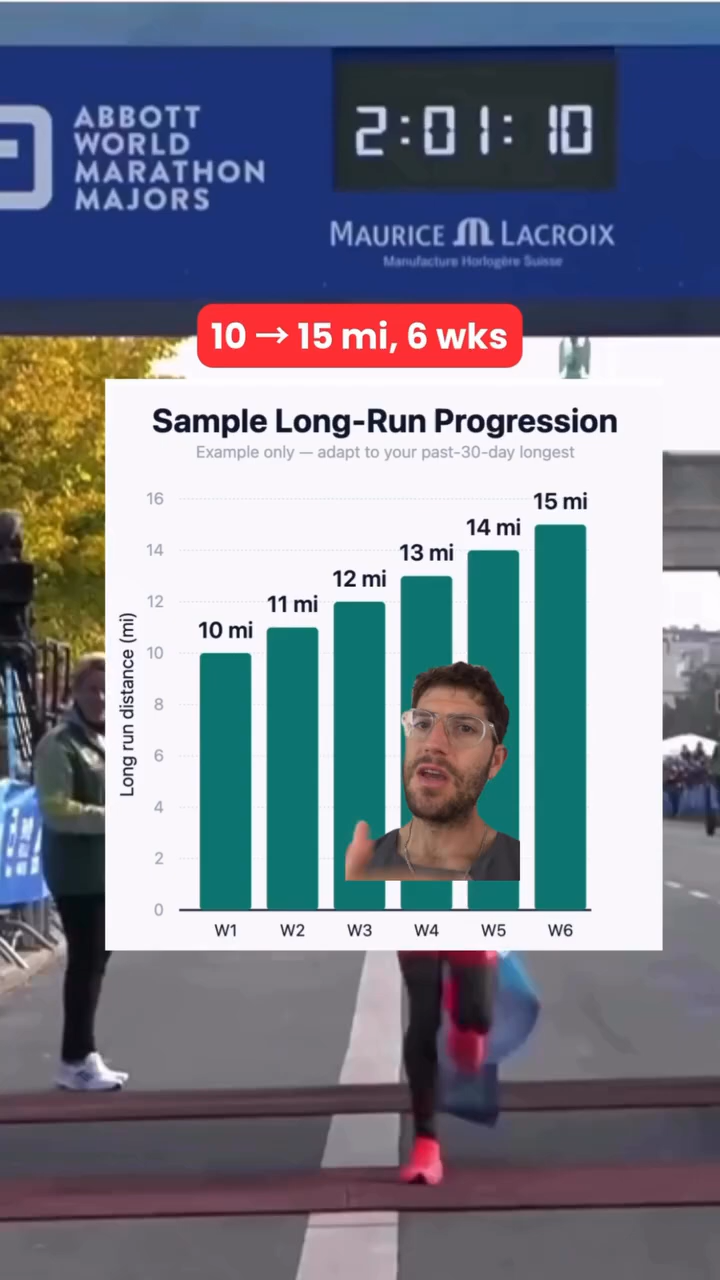 ABBOTT
WORLD
MARATHON
MAJORS
2:01:10
MAURICE LACROIX
Manufacture Horlogère Suisse
10 → 15 mi, 6 wks
Sample Long-Run Progression
Example only — adapt to your past-30-day longest
Long run distance (mi)
16
14
12
10
8
6
4
2
0
10 mi
11 mi
12 mi
13 mi
14 mi
15 mi
W1
W2
W3
W4
W5
W6